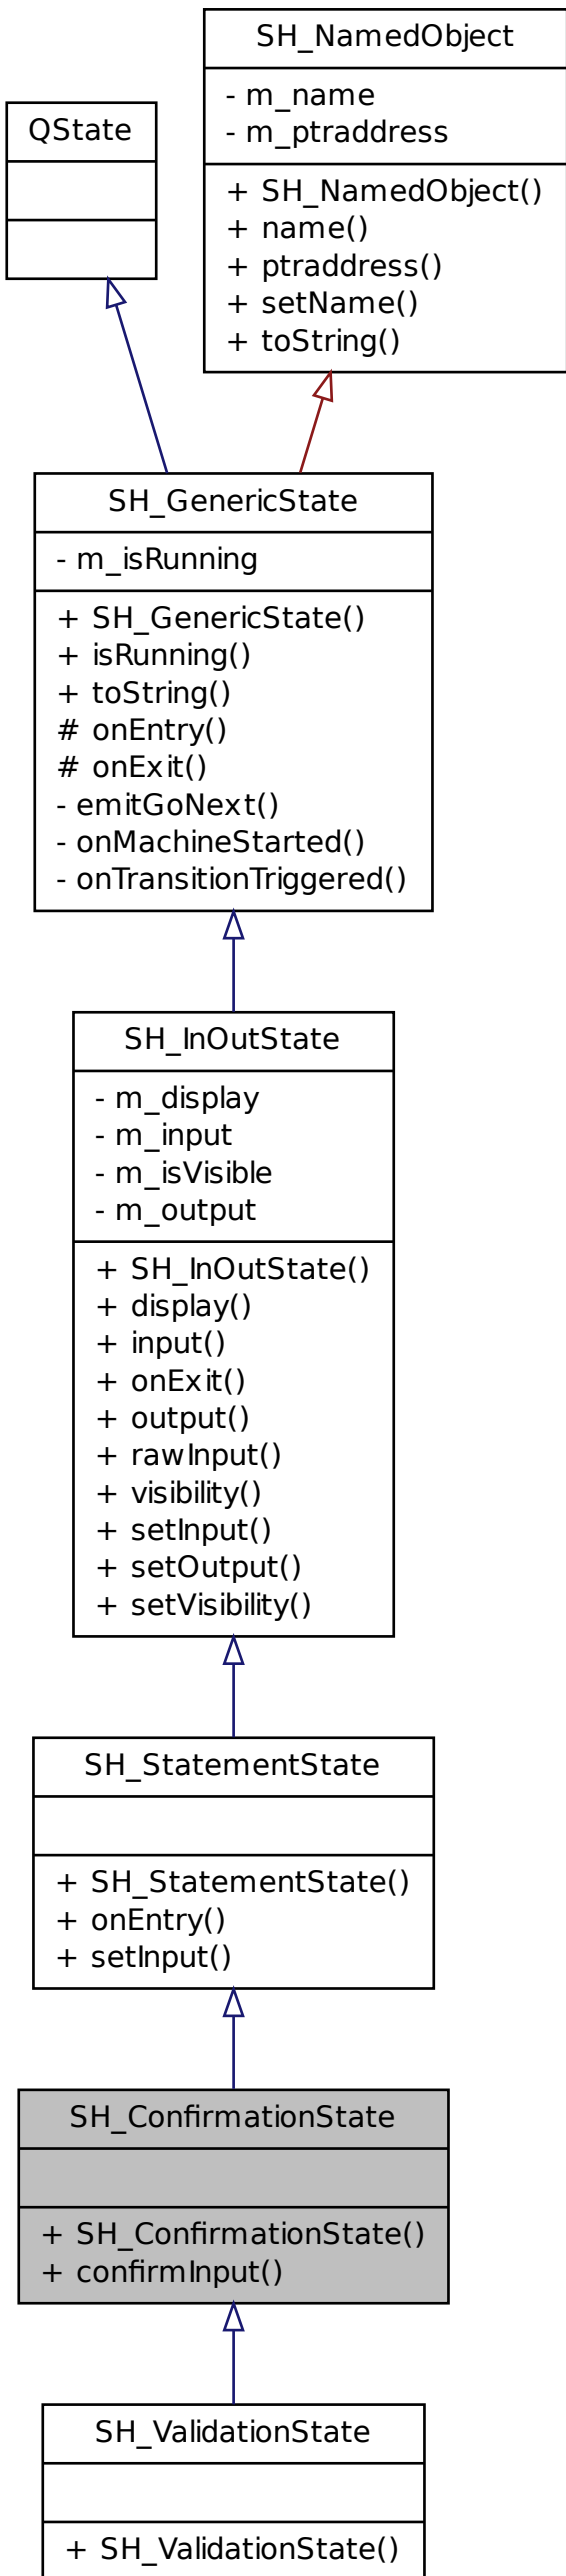 SH_NamedObject
- m_name
- m_ptraddress
+ SH_NamedObject()
+ name()
+ ptraddress()
+ setName()
+ toString()
QState
SH_GenericState
- m_isRunning
+ SH_GenericState()
+ isRunning()
+ toString()
# onEntry()
# onExit()
- emitGoNext()
- onMachineStarted()
- onTransitionTriggered()
SH_InOutState
- m_display
- m_input
- m_isVisible
- m_output
+ SH_InOutState()
+ display()
+ input()
+ onExit()
+ output()
+ rawInput()
+ visibility()
+ setInput()
+ setOutput()
+ setVisibility()
SH_StatementState
+ SH_StatementState()
+ onEntry()
+ setInput()
SH_ConfirmationState
+ SH_ConfirmationState()
+ confirmInput()
SH_ValidationState
+ SH_ValidationState()